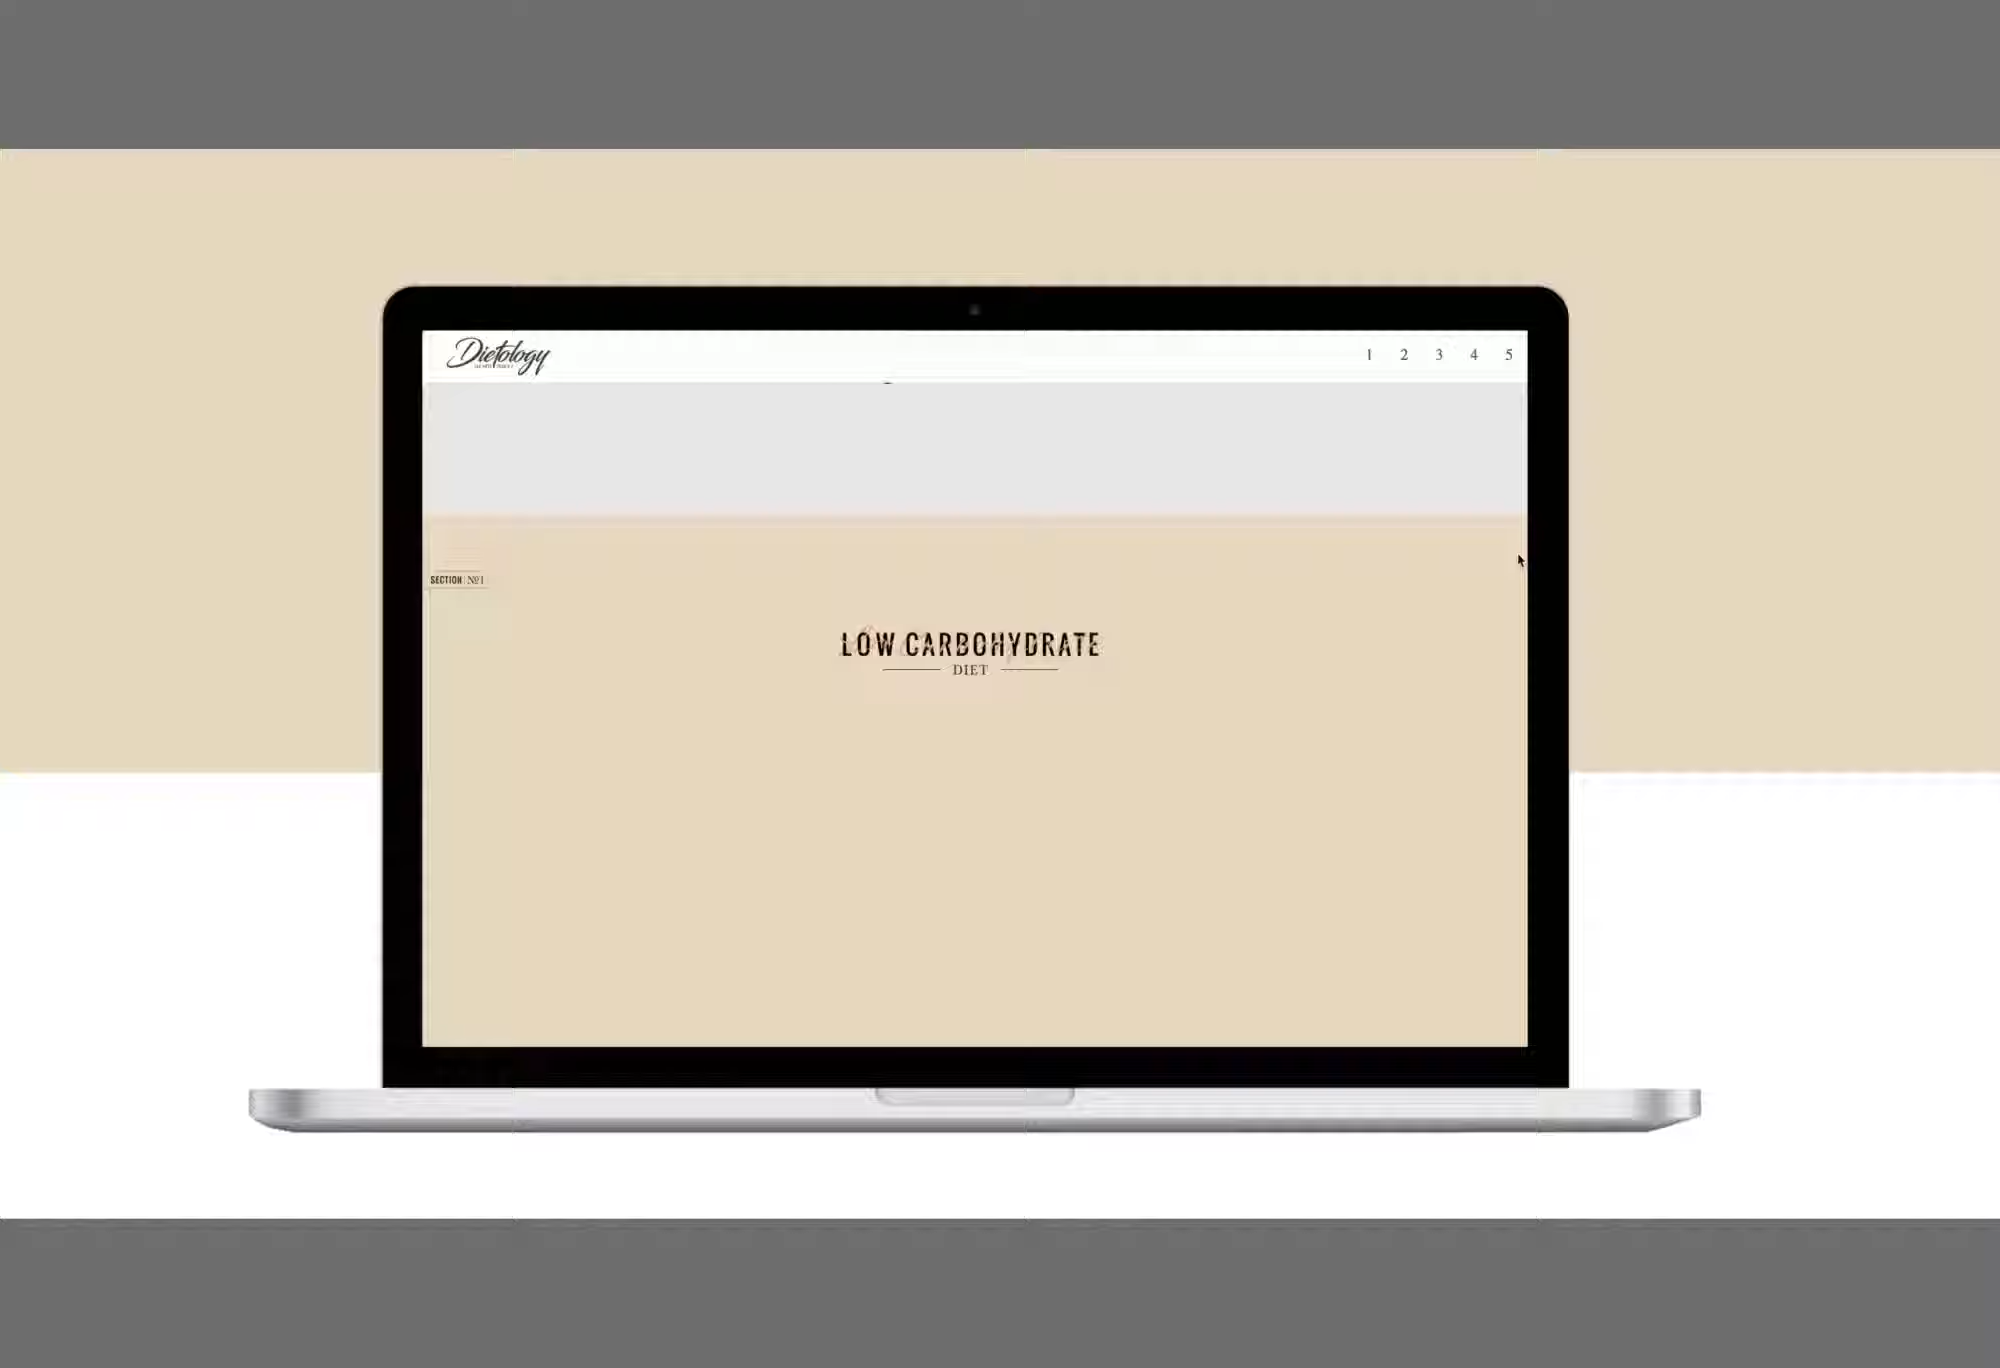 Dietology
1 2 3 4 5
SECTION | Nº1
LOW CARBOHYDRATE
DIET